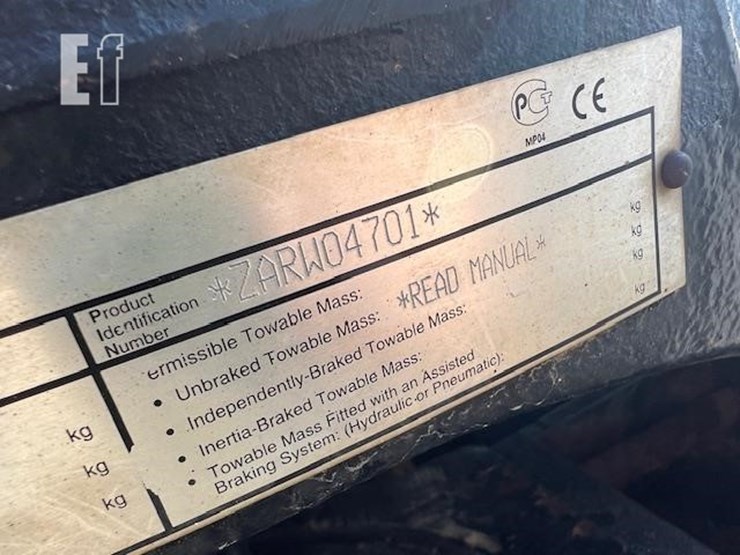 Ef
PCT CE
MP04
Product
Identification
Number
*ZARW04701*
kg
kg
kg
kg
ermissible Towable Mass:
• Unbraked Towable Mass: *READ MANUAL*
• Independently-Braked Towable Mass:
• Inertia-Braked Towable Mass:
• Towable Mass Fitted with an Assisted
Braking System: (Hydraulic or Pneumatic):
kg
kg
kg